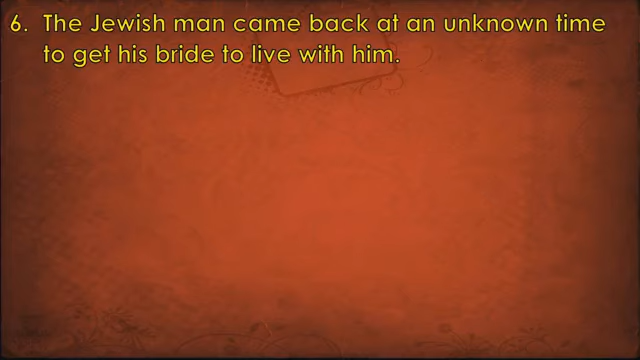 6. The Jewish man came back at an unknown time
to get his bride to live with him.